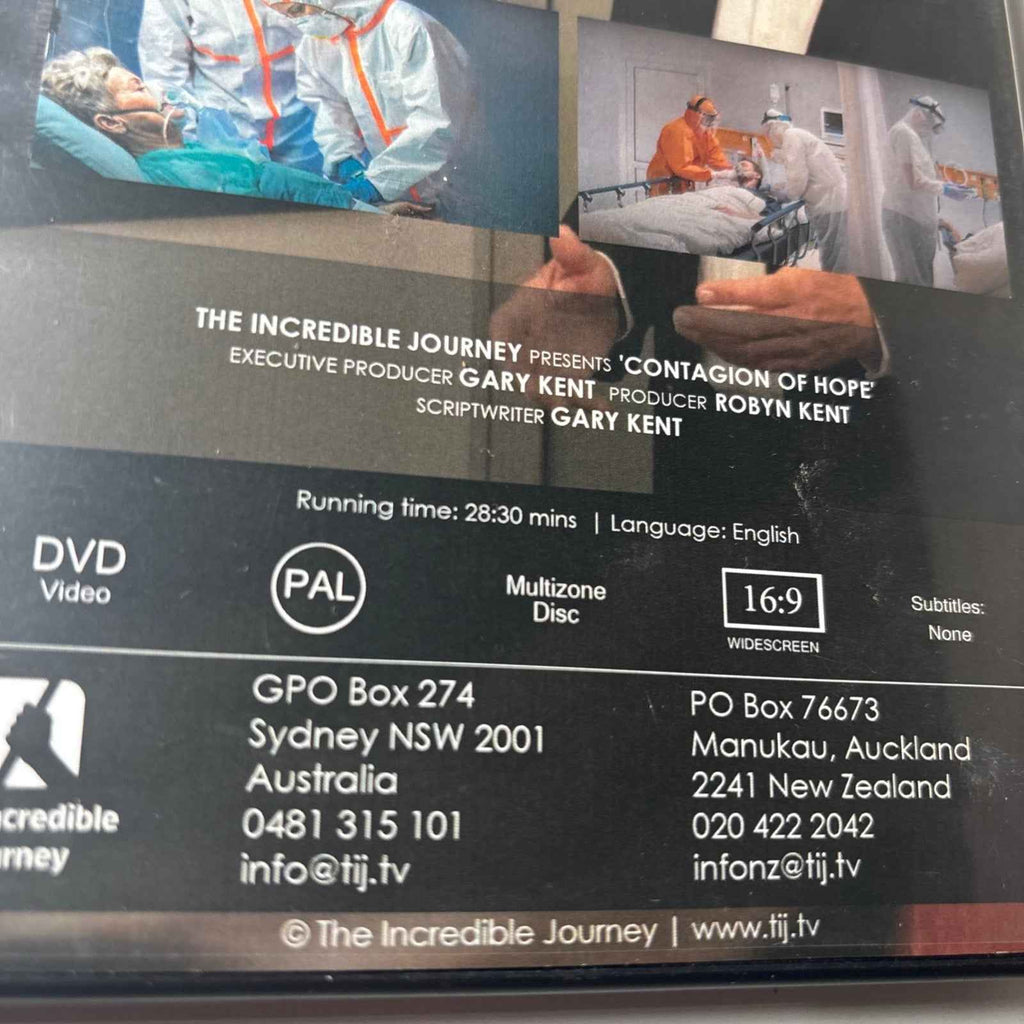 THE INCREDIBLE JOURNEY PRESENTS 'CONTAGION OF HOPE'
EXECUTIVE PRODUCER GARY KENT PRODUCER ROBYN KENT
SCRIPTWRITER GARY KENT
Running time: 28:30 mins | Language: English
DVD
Video
PAL
Multizone
Disc
16:9
WIDESCREEN
Subtitles:
None
credible
rney
GPO Box 274
Sydney NSW 2001
Australia
0481 315 101
info@tij.tv
PO Box 76673
Manukau, Auckland
2241 New Zealand
020 422 2042
infonz@tij.tv
© The Incredible Journey | www.tij.tv